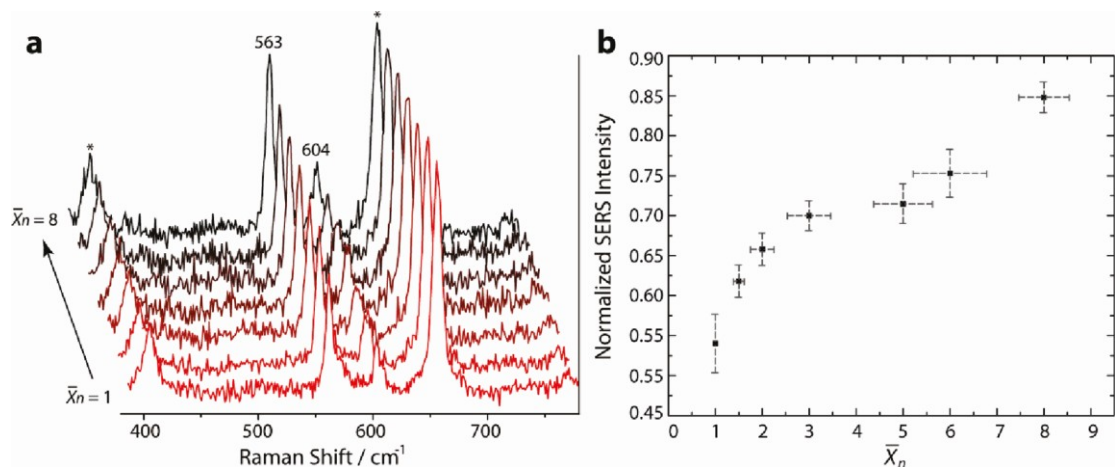 a
*
563
604
*
X̄n = 8
X̄n = 1
400 500 600 700
Raman Shift / cm⁻¹
b
Normalized SERS Intensity
0.90
0.85
0.80
0.75
0.70
0.65
0.60
0.55
0.45
0 1 2 3 4 5 6 7 8 9
X̄n